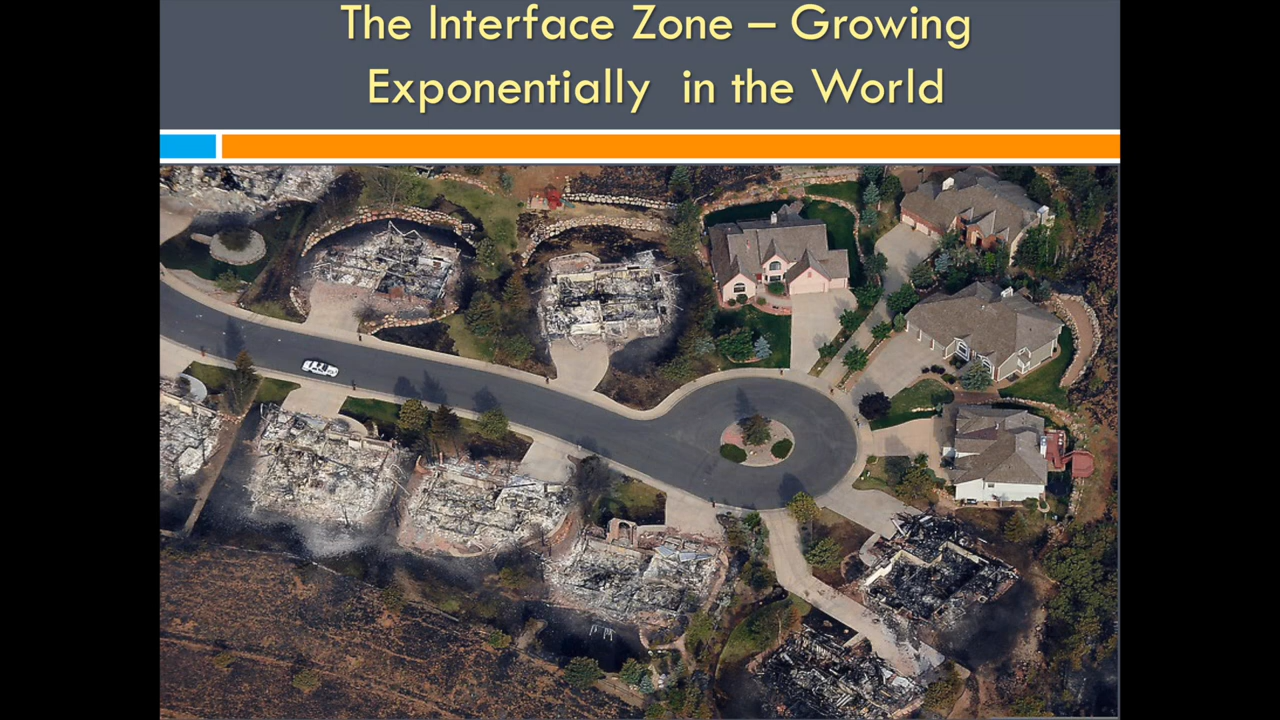 The Interface Zone – Growing
Exponentially  in the World